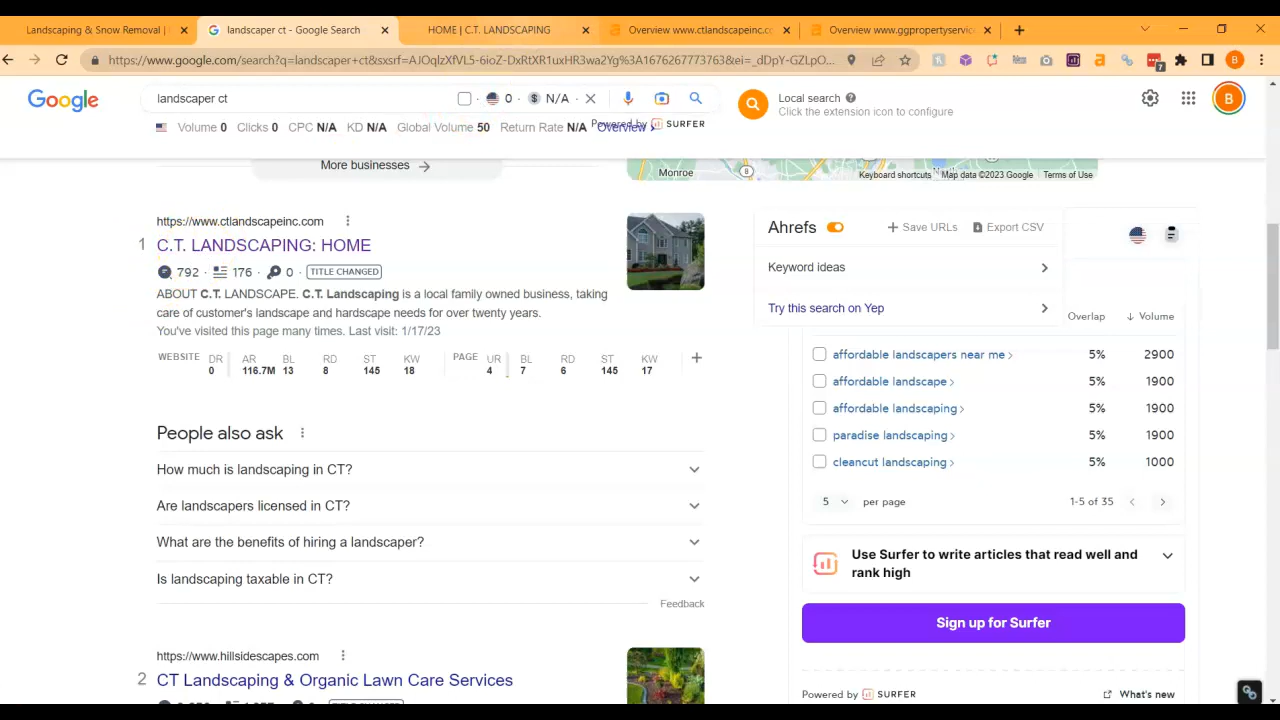 Landscaping & Snow Removal |
landscaper ct - Google Search
HOME | C.T. LANDSCAPING
Overview www.ctlandscapeinc.co
Overview www.ggpropertyservic
https://www.google.com/search?q=landscaper+ct&sxsrf=AJOqlzXV7L5-6ioZ-DxRtXR1uxHR3wa2Yg%3A1676267773763&ei=_dDpY-GZLpO...
7
B
Google
landscaper ct
0 · N/A ·
Local search
Click the extension icon to configure
B
Volume 0 Clicks 0 CPC N/A KD N/A Global Volume 50 Return Rate N/A Overview
Powered by SURFER
More businesses
Monroe
8
Keyboard shortcuts
Map data ©2023 Google
Terms of Use
https://www.ctlandscapeinc.com
1 C.T. LANDSCAPING: HOME
792 · 176 · 0 TITLE CHANGED
ABOUT C.T. LANDSCAPE. C.T. Landscaping is a local family owned business, taking
care of customer's landscape and hardscape needs for over twenty years.
You've visited this page many times. Last visit: 1/17/23
WEBSITE DR AR BL RD ST KW PAGE UR BL RD ST KW
0 116.7M 13 8 145 18 4 7 6 145 17
People also ask
How much is landscaping in CT?
Are landscapers licensed in CT?
What are the benefits of hiring a landscaper?
Is landscaping taxable in CT?
Feedback
https://www.hillsidescapes.com
2 CT Landscaping & Organic Lawn Care Services
Ahrefs
Save URLs
Export CSV
Keyword ideas
Try this search on Yep
Overlap ↓ Volume
affordable landscapers near me 5% 2900
affordable landscape 5% 1900
affordable landscaping 5% 1900
paradise landscaping 5% 1900
cleancut landscaping 5% 1000
5 per page 1-5 of 35
Use Surfer to write articles that read well and
rank high
Sign up for Surfer
Powered by SURFER
What's new